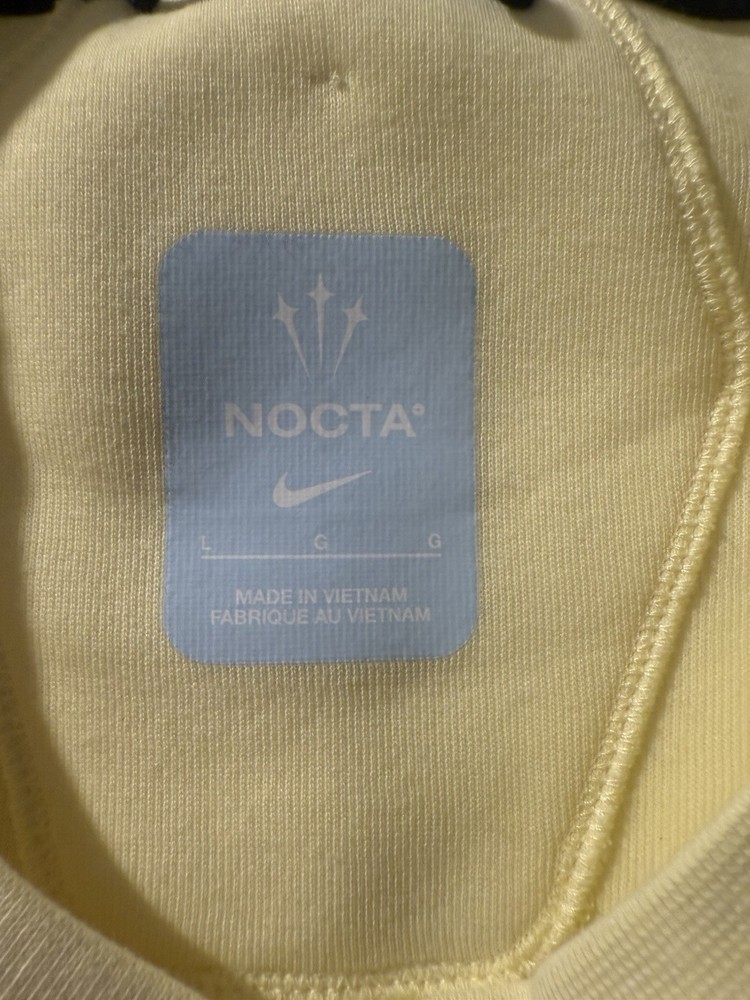 NOCTA°
L G G
MADE IN VIETNAM
FABRIQUE AU VIETNAM